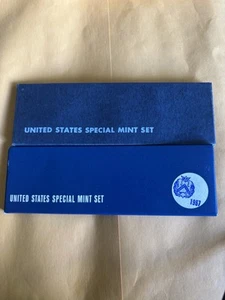 UNITED STATES SPECIAL MINT SET
UNITED STATES SPECIAL MINT SET
1967